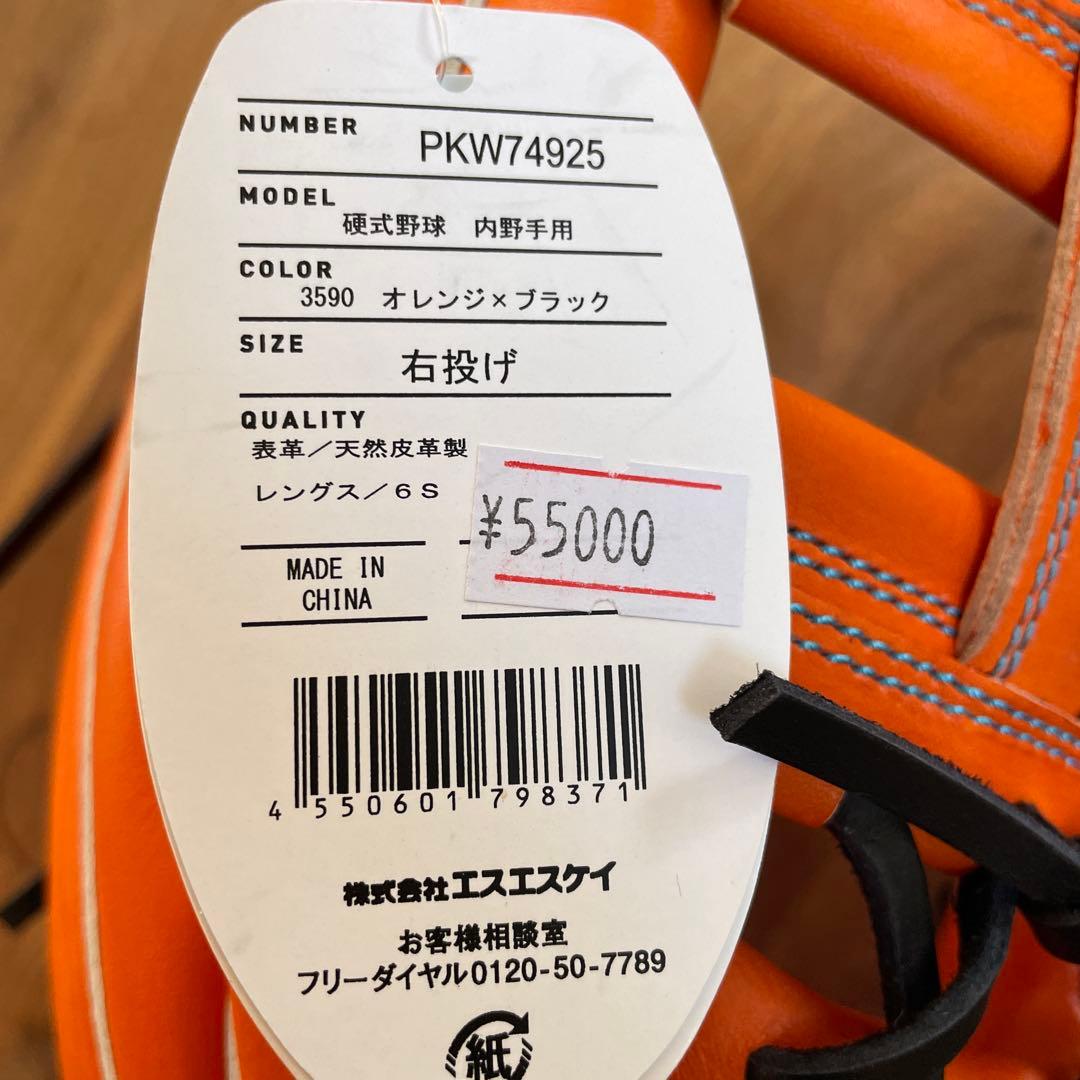 NUMBER
PKW74925
MODEL
硬式野球　内野手用
COLOR
3590　オレンジ×ブラック
SIZE
右投げ
QUALITY
表革／天然皮革製
レングス／６Ｓ
¥55000
MADE IN
CHINA
4 550601 798371
株式会社エスエスケイ
お客様相談室
フリーダイヤル0120-50-7789
紙